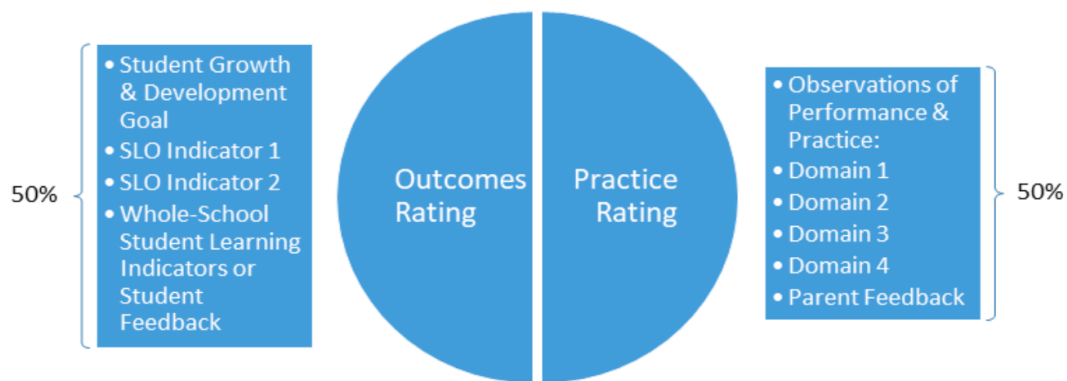 50%
• Student Growth
& Development
Goal
• SLO Indicator 1
• SLO Indicator 2
• Whole-School
Student Learning
Indicators or
Student
Feedback
Outcomes
Rating
Practice
Rating
• Observations of
Performance &
Practice:
• Domain 1
• Domain 2
• Domain 3
• Domain 4
• Parent Feedback
50%